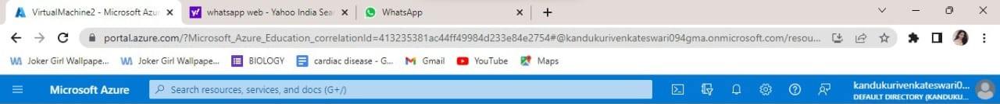 VirtualMachine2 - Microsoft Azur
whatsapp web - Yahoo India Sear
WhatsApp
portal.azure.com/?Microsoft_Azure_Education_correlationId=413235381ac44ff49984d233e84e2754#@kandukurivenkateswari094gma.onmicrosoft.com/resou...
Joker Girl Wallpape... Joker Girl Wallpape... BIOLOGY cardiac disease - G... Gmail YouTube Maps
Microsoft Azure Search resources, services, and docs (G+/) kandukurivenkateswari0...
DEFAULT DIRECTORY (KANDUKU...